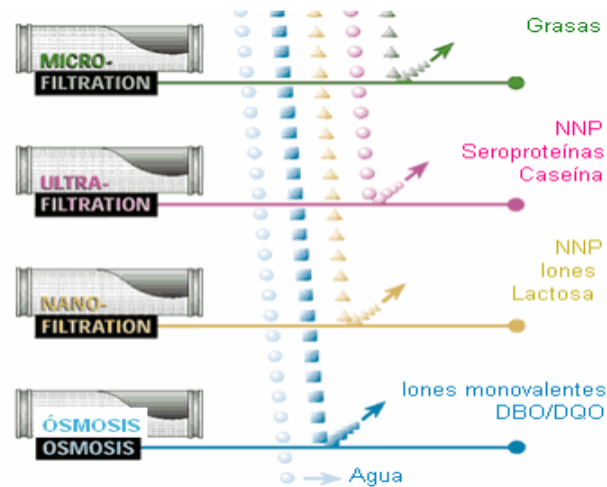 Grasas
MICRO-
FILTRATION
NNP
Seroproteínas
Caseína
ULTRA-
FILTRATION
NNP
Iones
Lactosa
NANO-
FILTRATION
Iones monovalentes
DBO/DQO
ÓSMOSIS
OSMOSIS
Agua